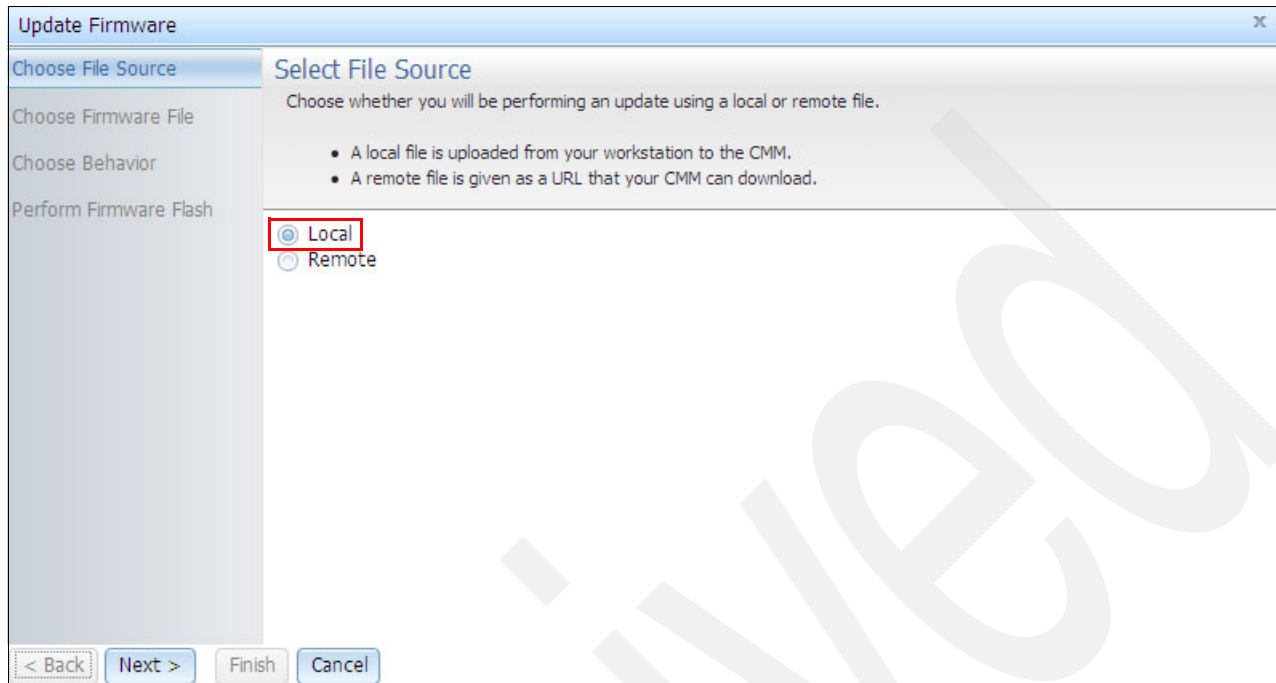 Update Firmware
x
Choose File Source
Choose Firmware File
Choose Behavior
Perform Firmware Flash
Select File Source
Choose whether you will be performing an update using a local or remote file.
• A local file is uploaded from your workstation to the CMM.
• A remote file is given as a URL that your CMM can download.
Local
Remote
< Back
Next >
Finish
Cancel
ived